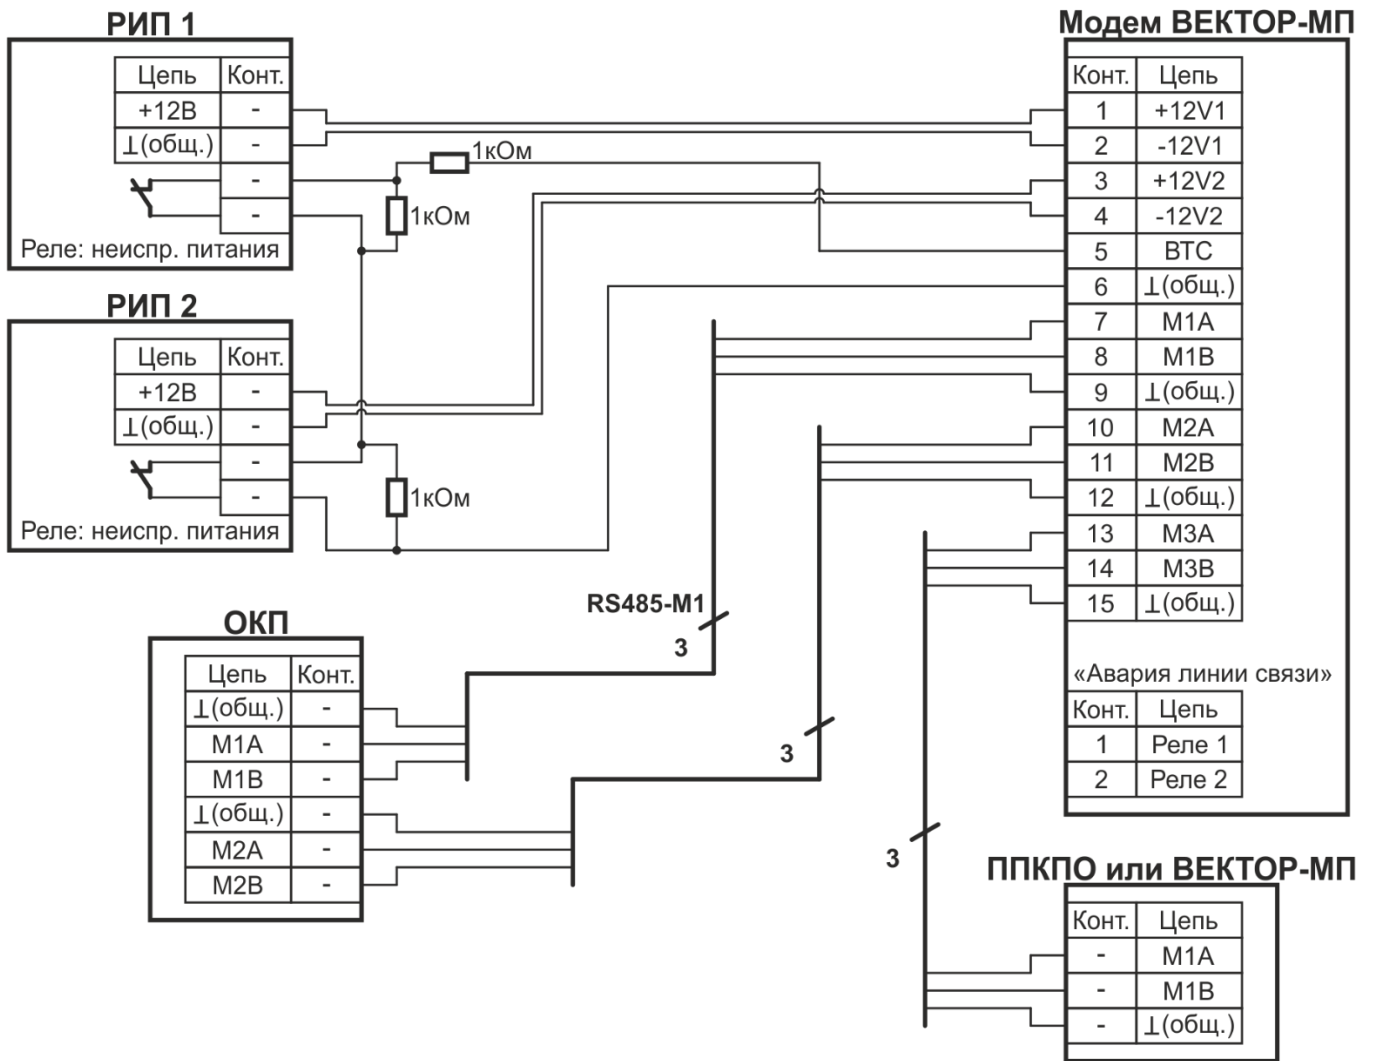 РИП 1
Цепь Конт.
+12В -
⊥(общ.) -
-
-
Реле: неиспр. питания
1кОм
1кОм
РИП 2
Цепь Конт.
+12В -
⊥(общ.) -
-
-
Реле: неиспр. питания
1кОм
ОКП
Цепь Конт.
⊥(общ.) -
М1А -
М1В -
⊥(общ.) -
М2А -
М2В -
RS485-М1
3
3
3
Модем ВЕКТОР-МП
Конт. Цепь
1 +12V1
2 -12V1
3 +12V2
4 -12V2
5 ВТС
6 ⊥(общ.)
7 М1А
8 М1В
9 ⊥(общ.)
10 М2А
11 М2В
12 ⊥(общ.)
13 М3А
14 М3В
15 ⊥(общ.)
«Авария линии связи»
Конт. Цепь
1 Реле 1
2 Реле 2
ППКПО или ВЕКТОР-МП
Конт. Цепь
- М1А
- М1В
- ⊥(общ.)